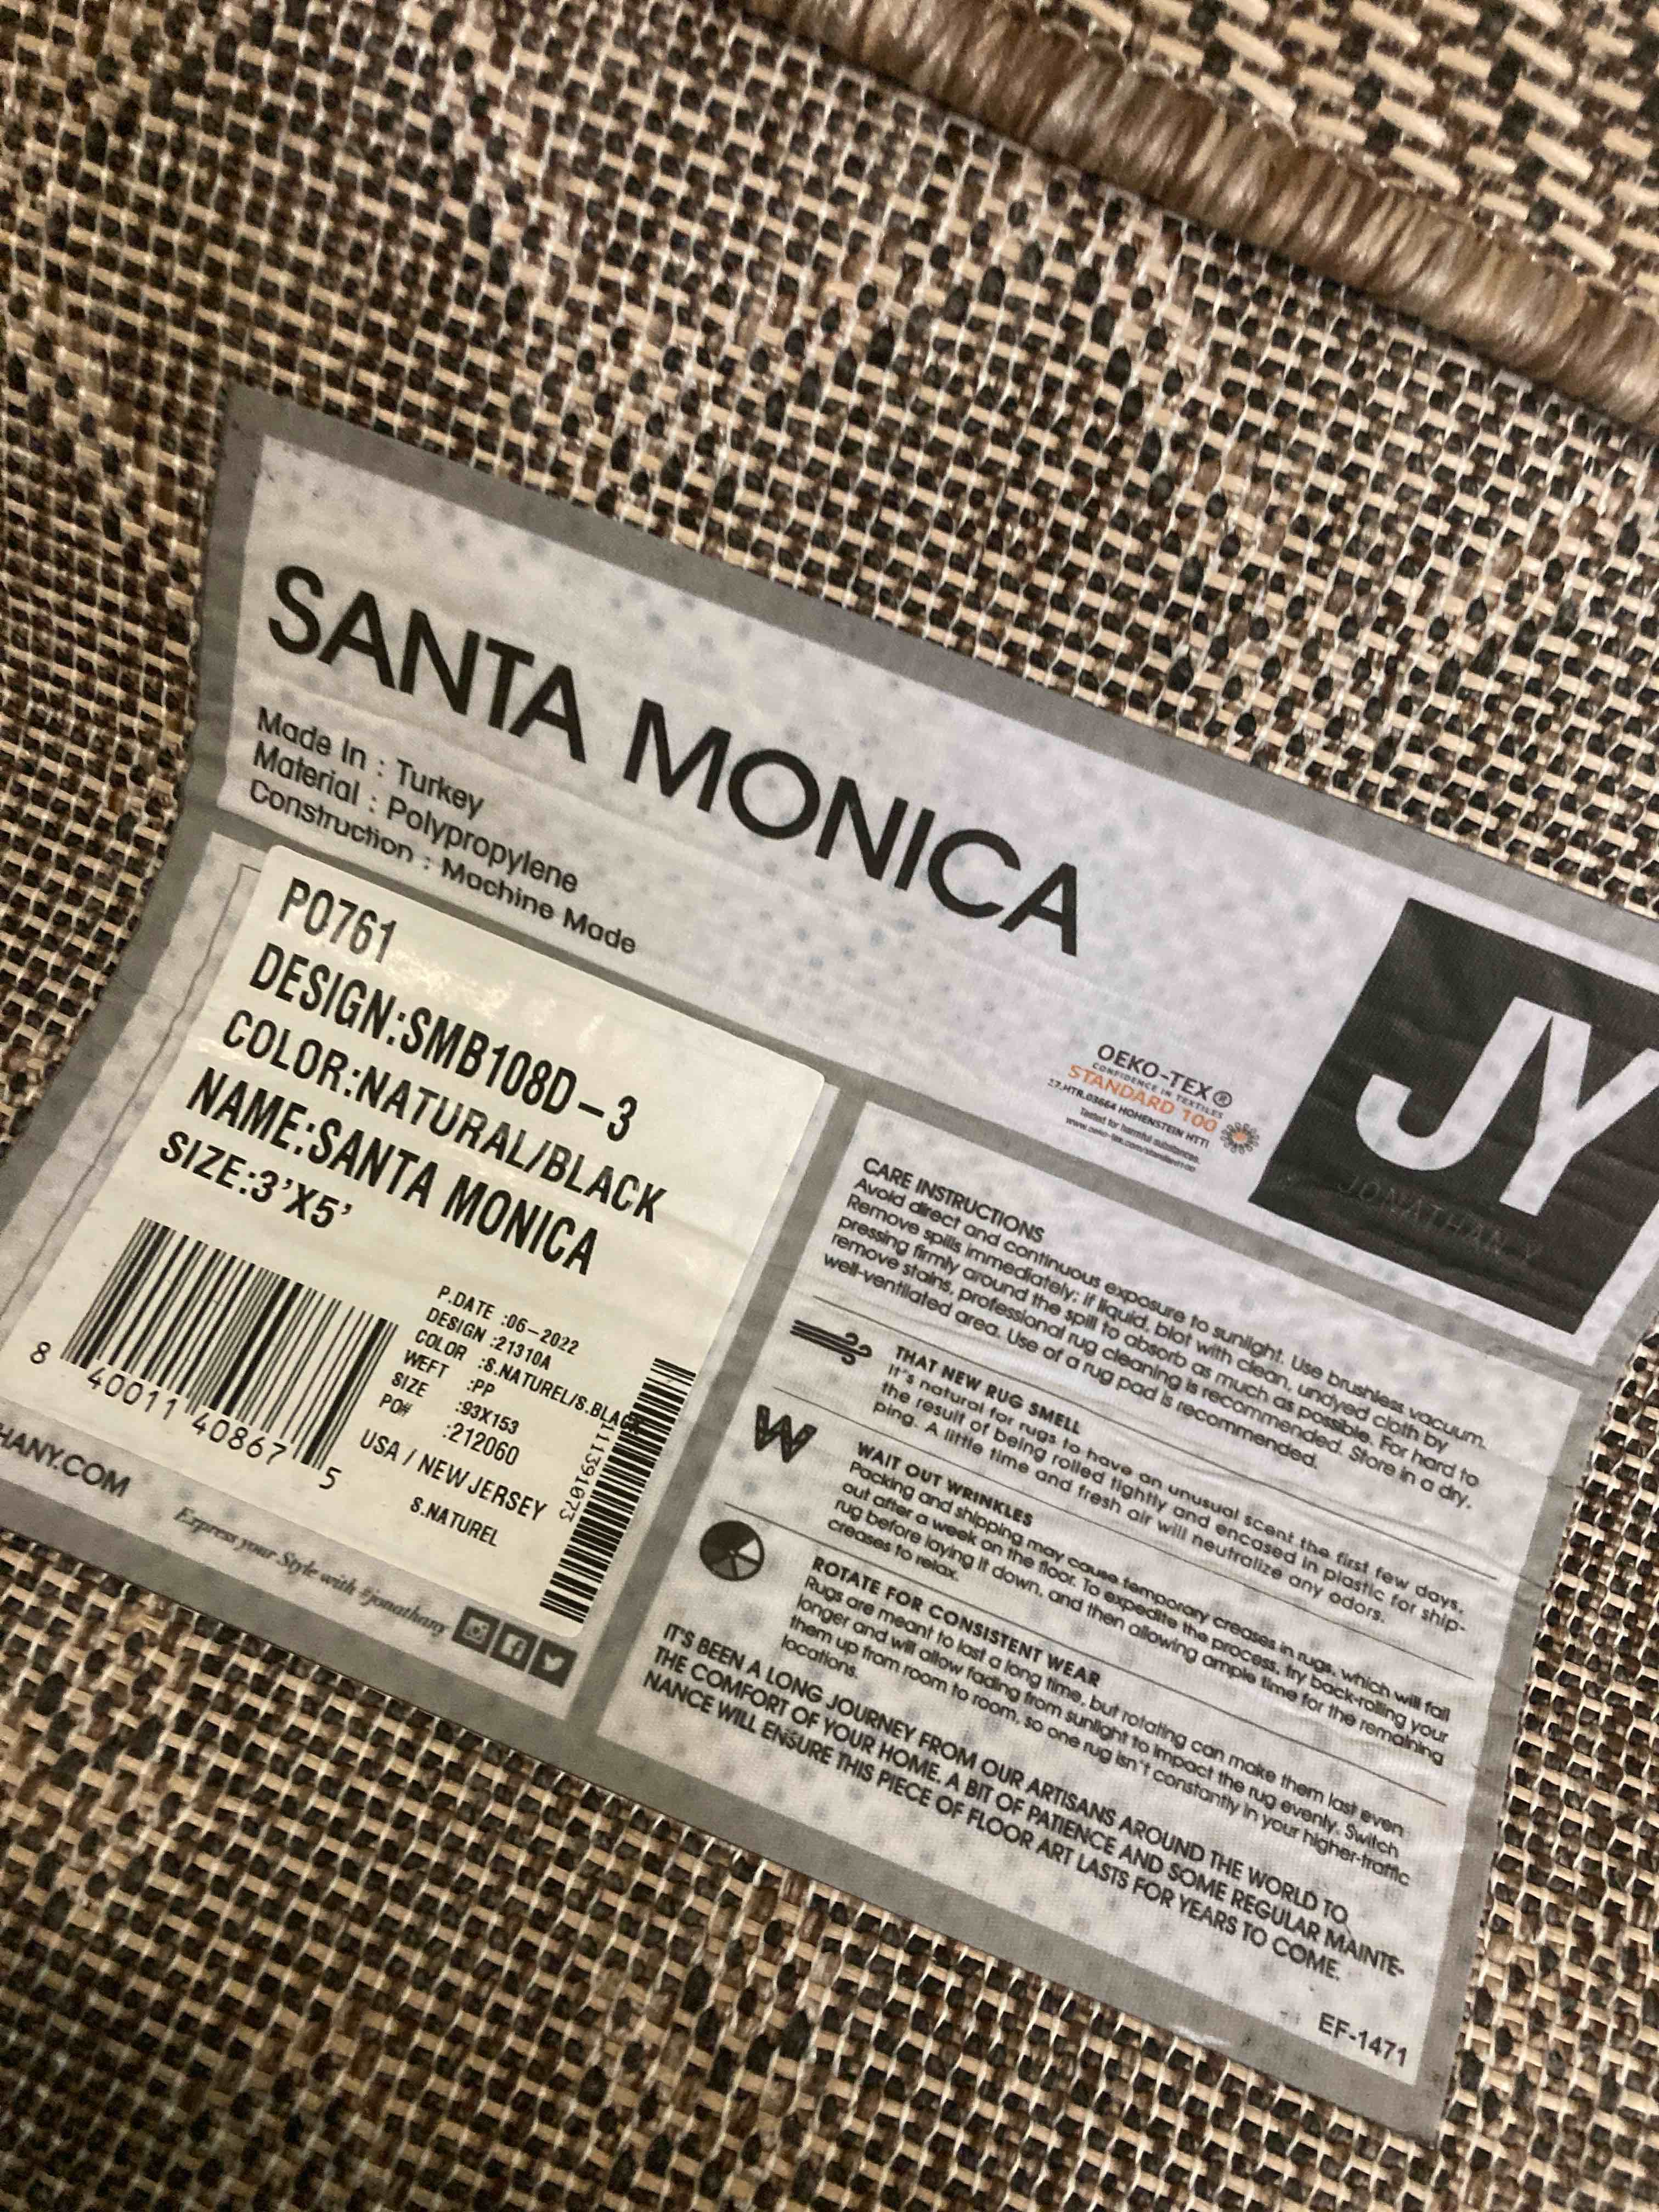 SANTA MONICA
Made In : Turkey
Material : Polypropylene
Construction : Machine Made
JY
JONATHAN Y
OEKO-TEX®
CONFIDENCE IN TEXTILES
STANDARD 100
17.HTR.03664 HOHENSTEIN HTTI
Tested for harmful substances.
www.oeko-tex.com/standard100
PO761
DESIGN:SMB108D-3
COLOR:NATURAL/BLACK
NAME:SANTA MONICA
SIZE:3'X5'
8 40011 40867 5
P.DATE :06-2022
DESIGN :21310A
COLOR :S.NATUREL/S.BLACK
WEFT :PP
SIZE :93X153
PO# :212060
USA / NEW JERSEY
S.NATUREL
HANY.COM
Express your Style with #jonathany
CARE INSTRUCTIONS
Avoid direct and continuous exposure to sunlight. Use brushless vacuum.
Remove spills immediately; if liquid, blot with clean, undyed cloth by
pressing firmly around the spill to absorb as much as possible. For hard to
remove stains, professional rug cleaning is recommended. Store in a dry,
well-ventilated area. Use of a rug pad is recommended.
THAT NEW RUG SMELL
It's natural for rugs to have an unusual scent the first few days,
the result of being rolled tightly and encased in plastic for ship-
ping. A little time and fresh air will neutralize any odors.
W
WAIT OUT WRINKLES
Packing and shipping may cause temporary creases in rugs, which will fall
out after a week on the floor. To expedite the process, try back-rolling your
rug before laying it down, and then allowing ample time for the remaining
creases to relax.
ROTATE FOR CONSISTENT WEAR
Rugs are meant to last a long time, but rotating can make them last even
longer and will allow fading from sunlight to impact the rug evenly. Switch
them up from room to room, so one rug isn't constantly in your higher-traffic
locations.
IT'S BEEN A LONG JOURNEY FROM OUR ARTISANS AROUND THE WORLD TO
THE COMFORT OF YOUR HOME. A BIT OF PATIENCE AND SOME REGULAR MAINTE-
NANCE WILL ENSURE THIS PIECE OF FLOOR ART LASTS FOR YEARS TO COME.
EF-1471